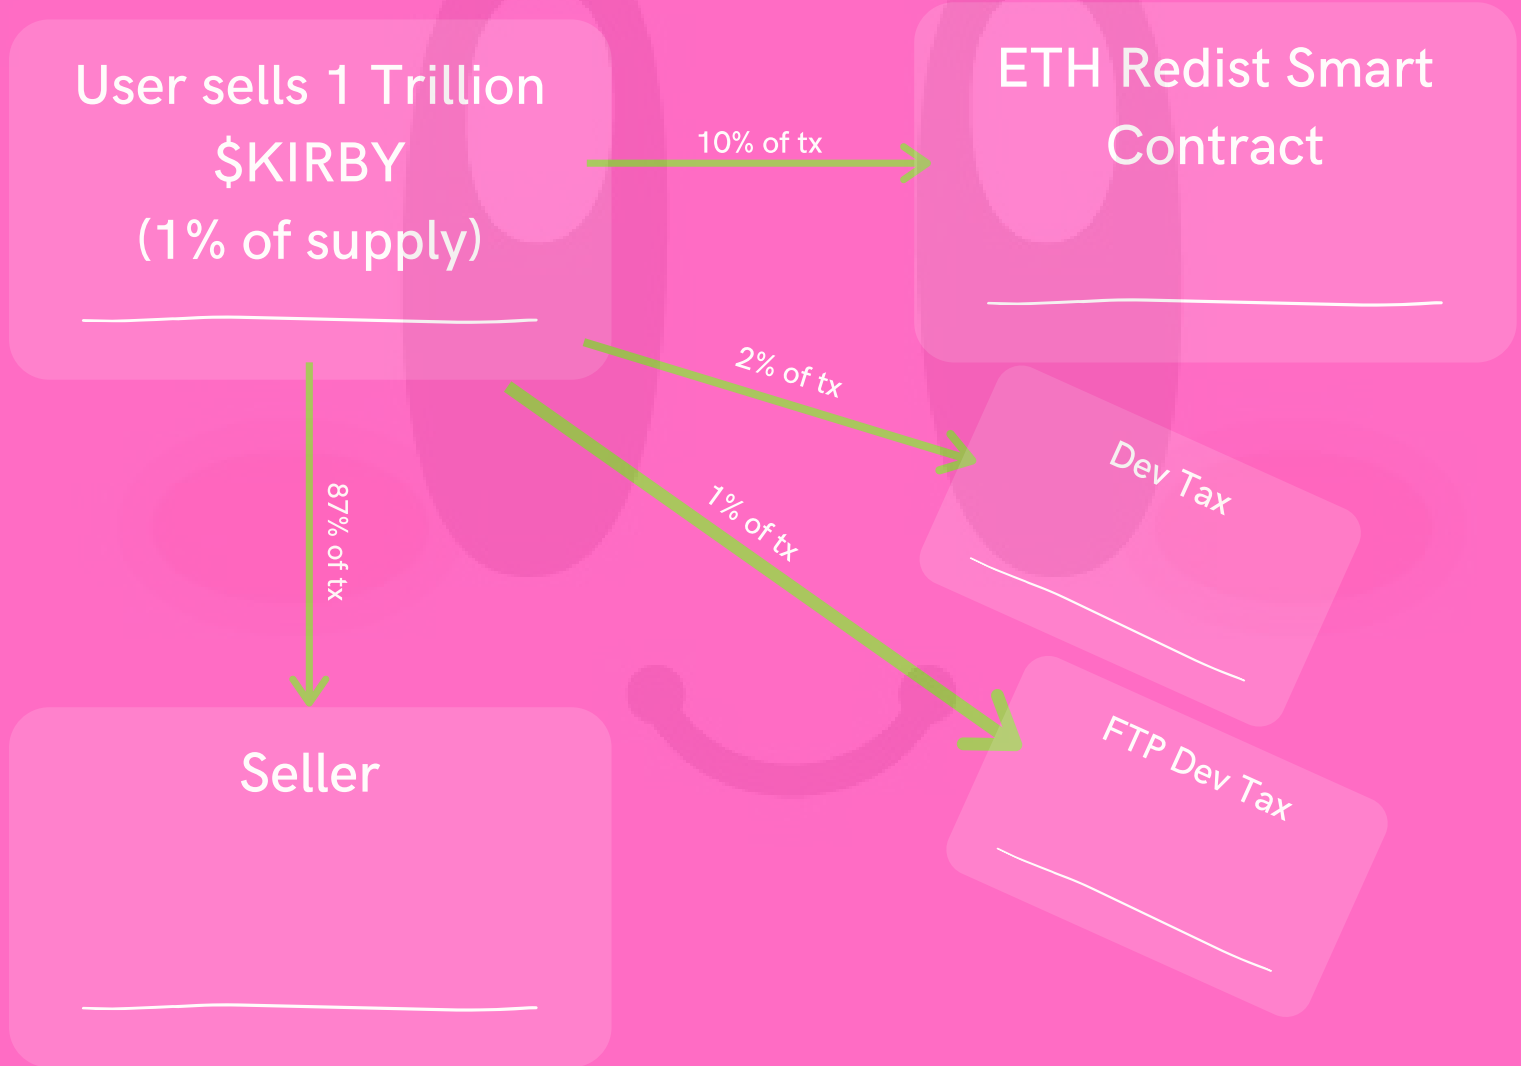 User sells 1 Trillion
$KIRBY
(1% of supply)
10% of tx
ETH Redist Smart
Contract
2% of tx
Dev Tax
1% of tx
FTP Dev Tax
87% of tx
Seller